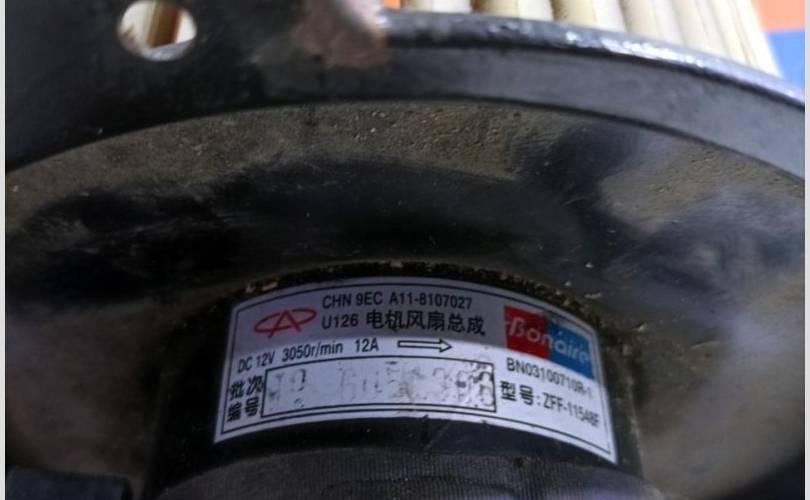 CHN 9EC A11-8107027
U126 电机风扇总成
Bonaire
DC 12V 3050r/min 12A
BN03100710R-1
批次
编号
型号: ZFF-11548F